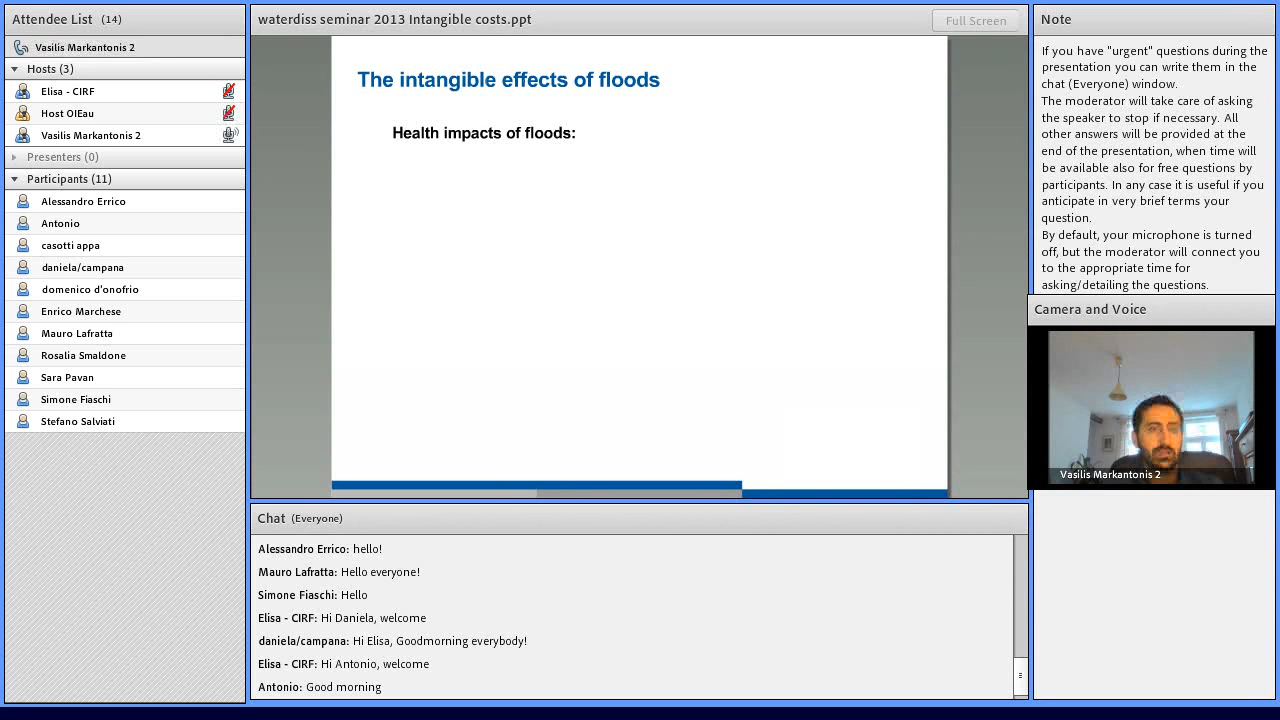 Attendee List (14)
Vasilis Markantonis 2
Hosts (3)
Elisa - CIRF
Host OIEau
Vasilis Markantonis 2
Presenters (0)
Participants (11)
Alessandro Errico
Antonio
casotti appa
daniela/campana
domenico d'onofrio
Enrico Marchese
Mauro Lafratta
Rosalia Smaldone
Sara Pavan
Simone Fiaschi
Stefano Salviati
waterdiss seminar 2013 Intangible costs.ppt
Full Screen
The intangible effects of floods
Health impacts of floods:
Chat (Everyone)
Alessandro Errico: hello!
Mauro Lafratta: Hello everyone!
Simone Fiaschi: Hello
Elisa - CIRF: Hi Daniela, welcome
daniela/campana: Hi Elisa, Goodmorning everybody!
Elisa - CIRF: Hi Antonio, welcome
Antonio: Good morning
Note
If you have "urgent" questions during the
presentation you can write them in the
chat (Everyone) window.
The moderator will take care of asking
the speaker to stop if necessary. All
other answers will be provided at the
end of the presentation, when time will
be available also for free questions by
participants. In any case it is useful if you
anticipate in very brief terms your
question.
By default, your microphone is turned
off, but the moderator will connect you
to the appropriate time for
asking/detailing the questions.
Camera and Voice
Vasilis Markantonis 2